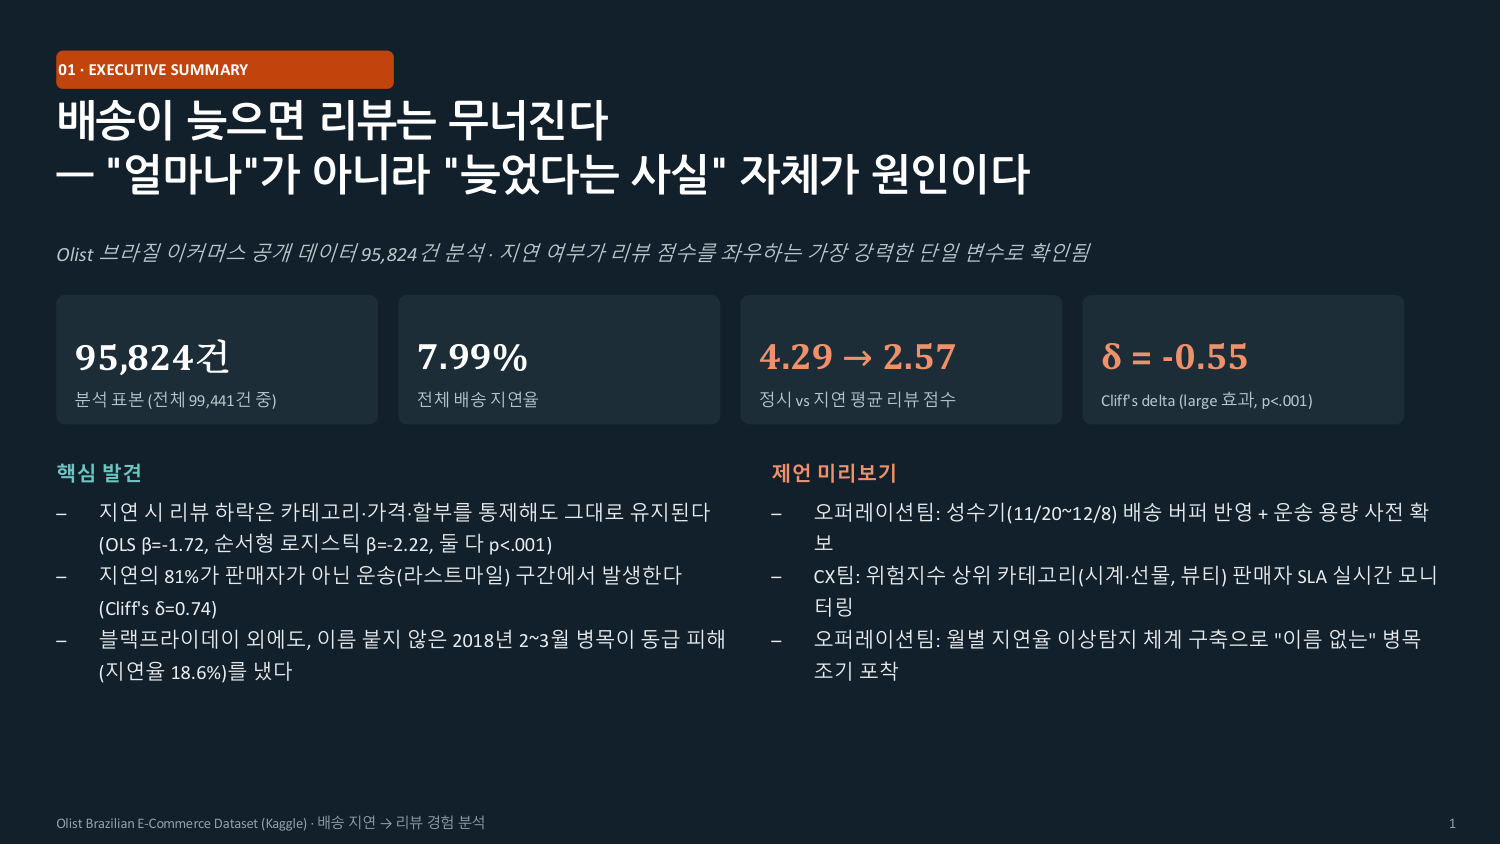 01 · EXECUTIVE SUMMARY
배송이 늦으면 리뷰는 무너진다
— "얼마나"가 아니라 "늦었다는 사실" 자체가 원인이다
Olist 브라질 이커머스 공개 데이터 95,824건 분석 · 지연 여부가 리뷰 점수를 좌우하는 가장 강력한 단일 변수로 확인됨
95,824건
분석 표본 (전체 99,441건 중)
7.99%
전체 배송 지연율
4.29 → 2.57
정시 vs 지연 평균 리뷰 점수
δ = -0.55
Cliff's delta (large 효과, p<.001)
핵심 발견
– 지연 시 리뷰 하락은 카테고리·가격·할부를 통제해도 그대로 유지된다
(OLS β=-1.72, 순서형 로지스틱 β=-2.22, 둘 다 p<.001)
– 지연의 81%가 판매자가 아닌 운송(라스트마일) 구간에서 발생한다
(Cliff's δ=0.74)
– 블랙프라이데이 외에도, 이름 붙지 않은 2018년 2~3월 병목이 동급 피해
(지연율 18.6%)를 냈다
제언 미리보기
– 오퍼레이션팀: 성수기(11/20~12/8) 배송 버퍼 반영 + 운송 용량 사전 확
보
– CX팀: 위험지수 상위 카테고리(시계·선물, 뷰티) 판매자 SLA 실시간 모니
터링
– 오퍼레이션팀: 월별 지연율 이상탐지 체계 구축으로 "이름 없는" 병목
조기 포착
Olist Brazilian E-Commerce Dataset (Kaggle) · 배송 지연 → 리뷰 경험 분석
1